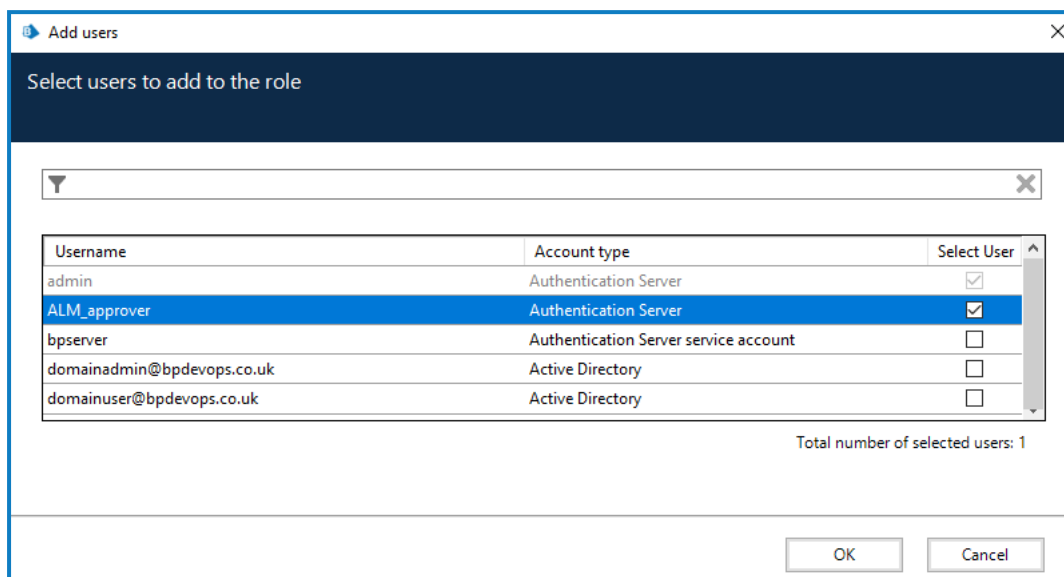 Add users
Select users to add to the role
Username Account type Select User
admin Authentication Server
ALM_approver Authentication Server
bpserver Authentication Server service account
domainadmin@bpdevops.co.uk Active Directory
domainuser@bpdevops.co.uk Active Directory
Total number of selected users: 1
OK Cancel